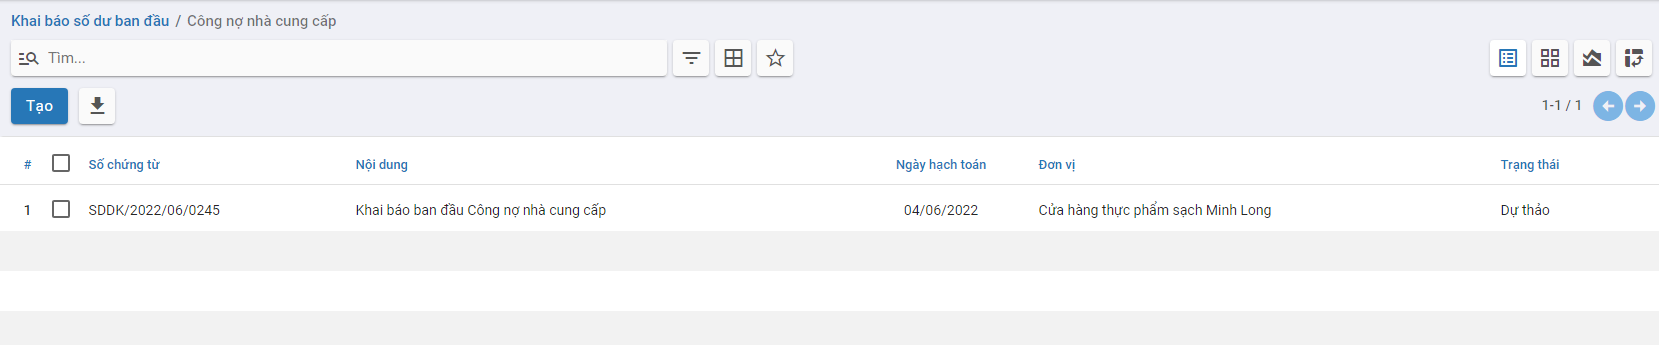 Khai báo số dư ban đầu / Công nợ nhà cung cấp
Tìm...
Tạo
1-1 / 1
# Số chứng từ Nội dung Ngày hạch toán Đơn vị Trạng thái
1 SDDK/2022/06/0245 Khai báo ban đầu Công nợ nhà cung cấp 04/06/2022 Cửa hàng thực phẩm sạch Minh Long Dự thảo